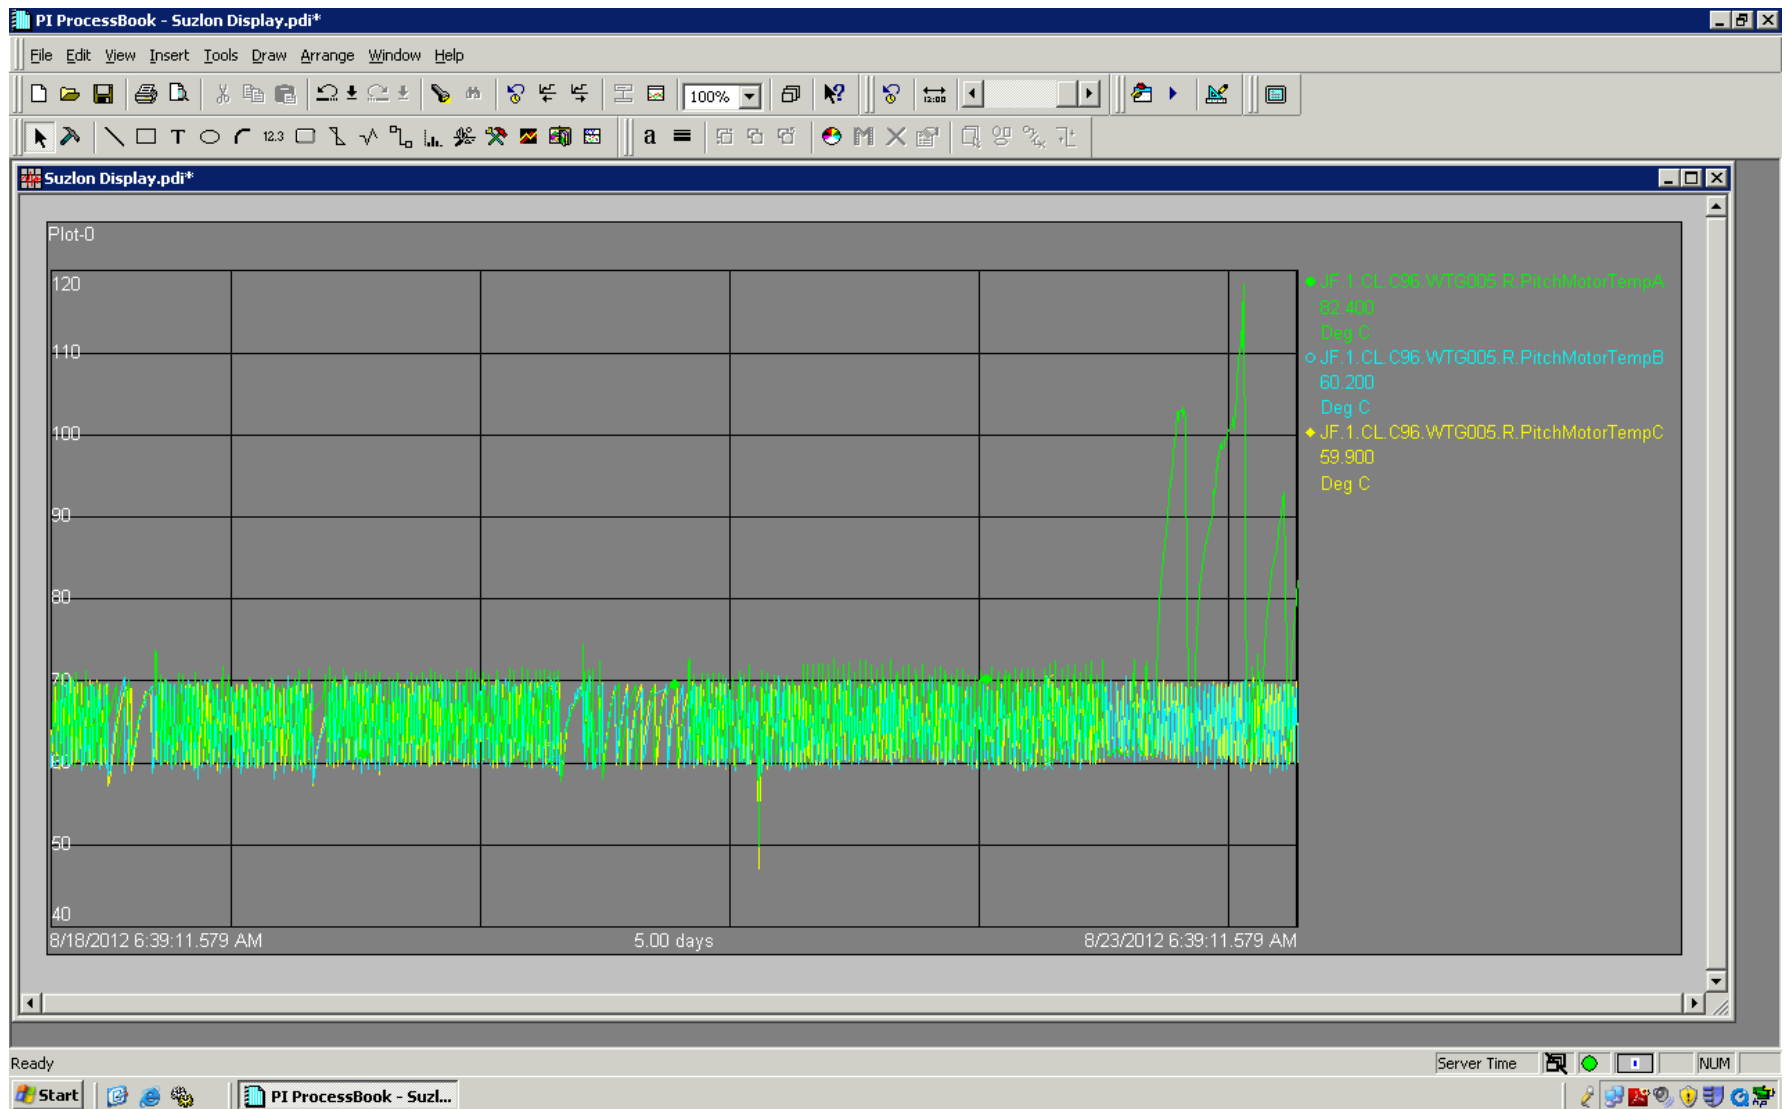 PI ProcessBook - Suzlon Display.pdi*
File Edit View Insert Tools Draw Arrange Window Help
100%
12:00
T 12.3
a M
Suzlon Display.pdi*
Plot-0
120
110
100
90
80
70
60
50
40
JF.1.CL.C96.WTG005.R.PitchMotorTempA
82.400
Deg C
JF.1.CL.C96.WTG005.R.PitchMotorTempB
60.200
Deg C
JF.1.CL.C96.WTG005.R.PitchMotorTempC
59.900
Deg C
8/18/2012 6:39:11.579 AM 5.00 days 8/23/2012 6:39:11.579 AM
Ready Server Time NUM
Start PI ProcessBook - Suzl...